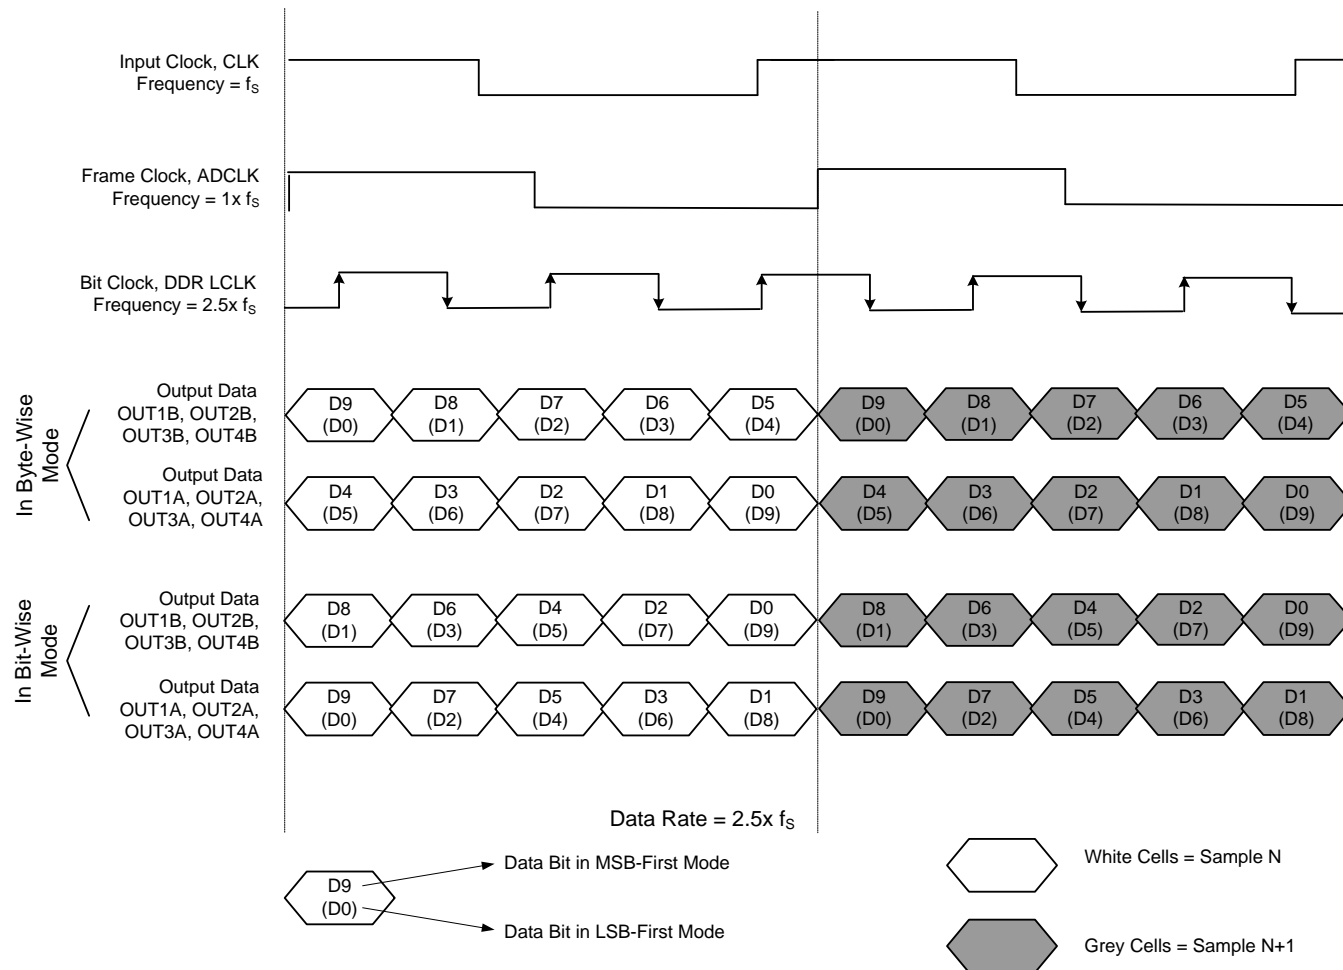 Input Clock, CLK
Frequency = fS
Frame Clock, ADCLK
Frequency = 1x fS
Bit Clock, DDR LCLK
Frequency = 2.5x fS
In Byte-Wise
Mode
Output Data
OUT1B, OUT2B,
OUT3B, OUT4B
D9 D8 D7 D6 D5 D9 D8 D7 D6 D5
(D0) (D1) (D2) (D3) (D4) (D0) (D1) (D2) (D3) (D4)
Output Data
OUT1A, OUT2A,
OUT3A, OUT4A
D4 D3 D2 D1 D0 D4 D3 D2 D1 D0
(D5) (D6) (D7) (D8) (D9) (D5) (D6) (D7) (D8) (D9)
In Bit-Wise
Mode
Output Data
OUT1B, OUT2B,
OUT3B, OUT4B
D8 D6 D4 D2 D0 D8 D6 D4 D2 D0
(D1) (D3) (D5) (D7) (D9) (D1) (D3) (D5) (D7) (D9)
Output Data
OUT1A, OUT2A,
OUT3A, OUT4A
D9 D7 D5 D3 D1 D9 D7 D5 D3 D1
(D0) (D2) (D4) (D6) (D8) (D0) (D2) (D4) (D6) (D8)
Data Rate = 2.5x fS
D9
(D0)
Data Bit in MSB-First Mode
Data Bit in LSB-First Mode
White Cells = Sample N
Grey Cells = Sample N+1